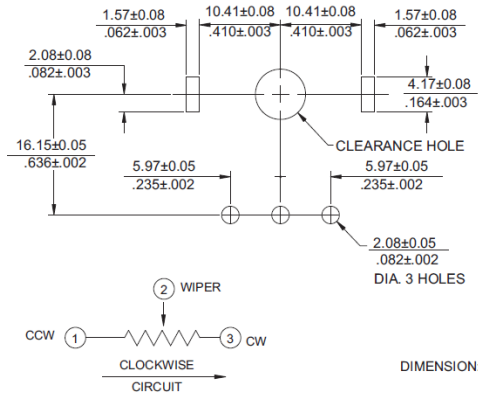 1.57±0.08
.062±.003
10.41±0.08
.410±.003
10.41±0.08
.410±.003
1.57±0.08
.062±.003
2.08±0.08
.082±.003
4.17±0.08
.164±.003
16.15±0.05
.636±.002
CLEARANCE HOLE
5.97±0.05
.235±.002
5.97±0.05
.235±.002
2.08±0.05
.082±.002
DIA. 3 HOLES
2 WIPER
CCW 1
3 CW
CLOCKWISE
CIRCUIT
DIMENSION